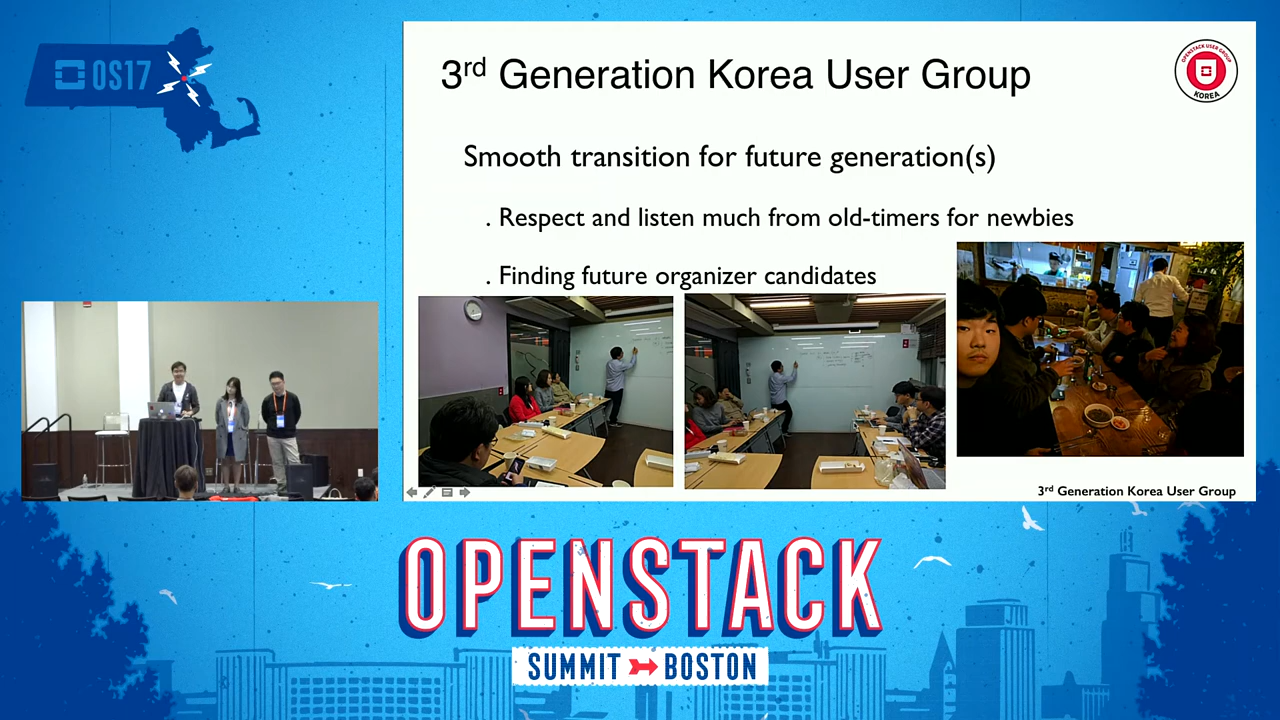 OS17
3rd Generation Korea User Group
OPENSTACK USER GROUP
KOREA
Smooth transition for future generation(s)
. Respect and listen much from old-timers for newbies
. Finding future organizer candidates
3rd Generation Korea User Group
OPENSTACK
SUMMIT BOSTON